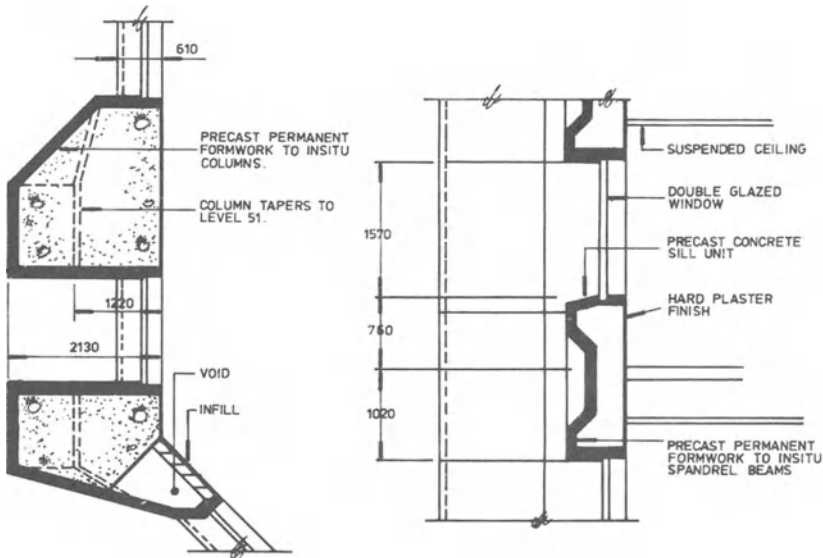 610
PRECAST PERMANENT
FORMWORK TO INSITU
COLUMNS.
COLUMN TAPERS TO
LEVEL 51.
1220
2130
VOID
INFILL
SUSPENDED CEILING
DOUBLE GLAZED
WINDOW
1570
PRECAST CONCRETE
SILL UNIT
HARD PLASTER
FINISH
760
1020
PRECAST PERMANENT
FORMWORK TO INSITU
SPANDREL BEAMS